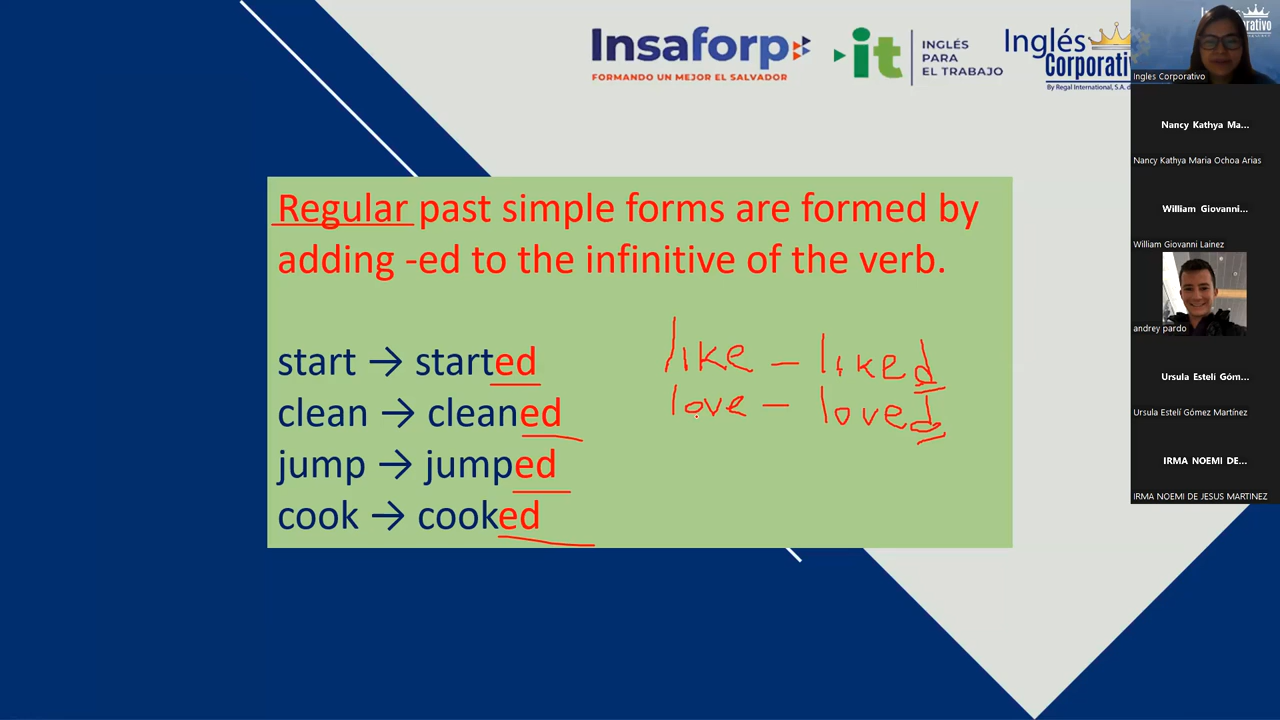 Insaforp
FORMANDO UN MEJOR EL SALVADOR
it
INGLÉS
PARA
EL TRABAJO
Inglés
Corporativ
By Regal International, S.A. d
Regular past simple forms are formed by
adding -ed to the infinitive of the verb.
start → started
clean → cleaned
jump → jumped
cook → cooked
like – liked
love – loved
Ingles Corporativo
Nancy Kathya Ma...
Nancy Kathya Maria Ochoa Arias
William Giovanni...
William Giovanni Lainez
andrey pardo
Ursula Estelí Góm...
Ursula Estelí Gómez Martínez
IRMA NOEMI DE...
IRMA NOEMI DE JESUS MARTINEZ